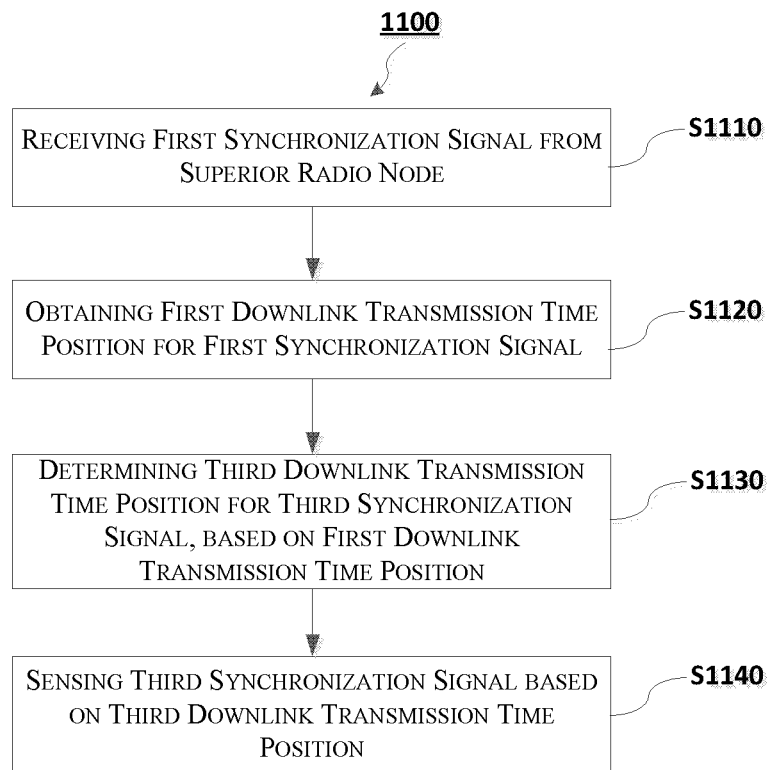 1100
RECEIVING FIRST SYNCHRONIZATION SIGNAL FROM
SUPERIOR RADIO NODE
S1110
OBTAINING FIRST DOWNLINK TRANSMISSION TIME
POSITION FOR FIRST SYNCHRONIZATION SIGNAL
S1120
DETERMINING THIRD DOWNLINK TRANSMISSION
TIME POSITION FOR THIRD SYNCHRONIZATION
SIGNAL, BASED ON FIRST DOWNLINK
TRANSMISSION TIME POSITION
S1130
SENSING THIRD SYNCHRONIZATION SIGNAL BASED
ON THIRD DOWNLINK TRANSMISSION TIME
POSITION
S1140